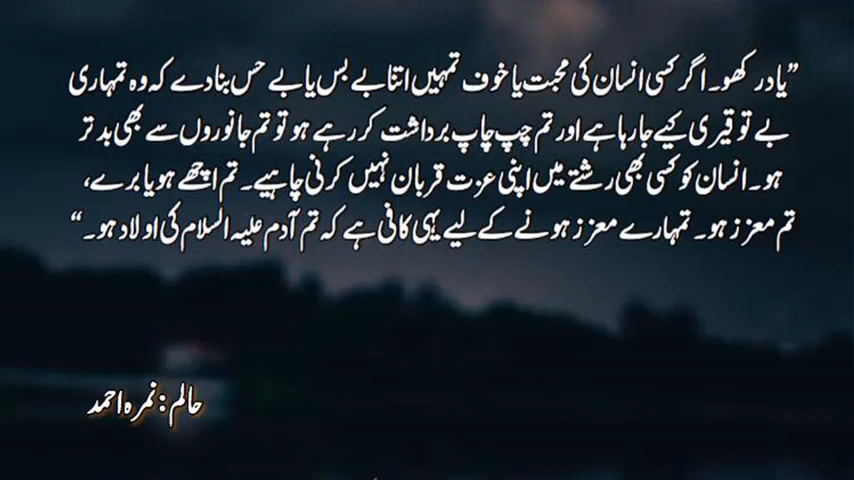 ”یاد رکھو۔ اگر کسی انسان کی محبت یا خوف تمہیں اتنا بے بس یا بے حس بنا دے کہ وہ تمہاری
بے توقیری کیے جا رہا ہے اور تم چپ چاپ برداشت کر رہے ہو تو تم جانوروں سے بھی بدتر
ہو۔ انسان کو کسی بھی رشتے میں اپنی عزت قربان نہیں کرنی چاہیے۔ تم اچھے ہو یا برے،
تم معزز ہو۔ تمہارے معزز ہونے کے لیے یہی کافی ہے کہ تم آدم علیہ السلام کی اولاد ہو۔“
حالم: نمرہ احمد